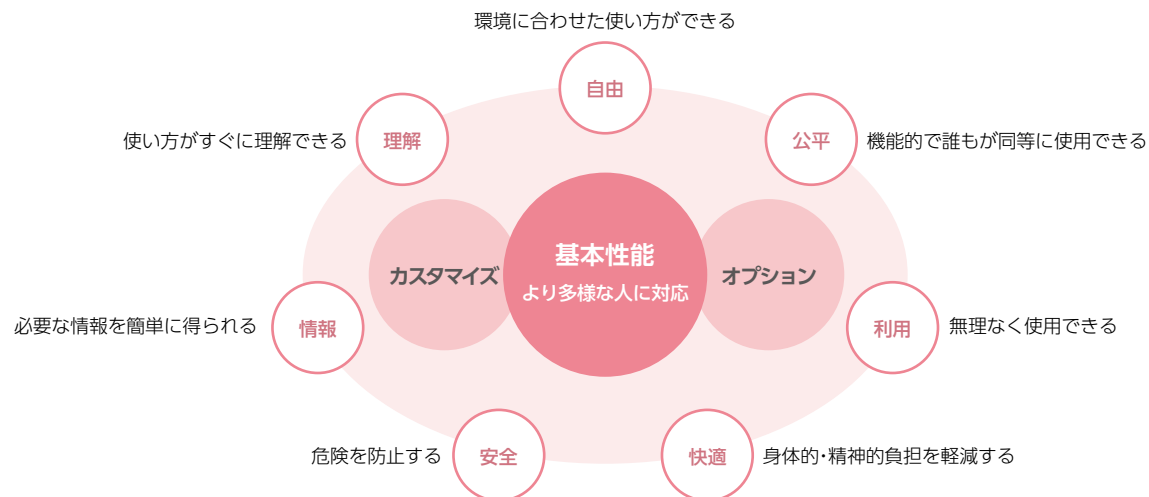 環境に合わせた使い方ができる
自由
使い方がすぐに理解できる
理解
公平
機能的で誰もが同等に使用できる
基本性能
より多様な人に対応
カスタマイズ
オプション
必要な情報を簡単に得られる
情報
利用
無理なく使用できる
危険を防止する
安全
快適
身体的・精神的負担を軽減する